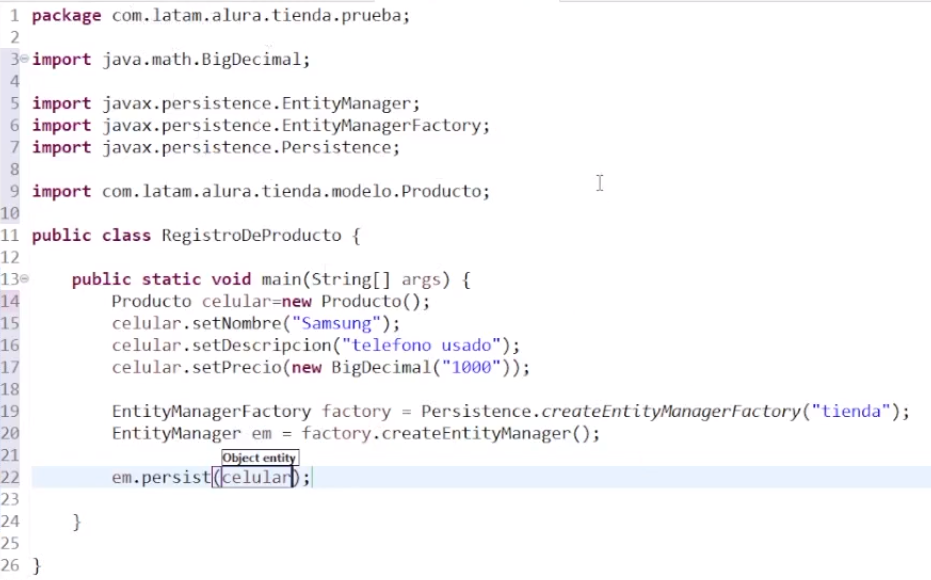 1 package com.latam.alura.tienda.prueba;
2
3 import java.math.BigDecimal;
4
5 import javax.persistence.EntityManager;
6 import javax.persistence.EntityManagerFactory;
7 import javax.persistence.Persistence;
8
9 import com.latam.alura.tienda.modelo.Producto;
10
11 public class RegistroDeProducto {
12
13 public static void main(String[] args) {
14 Producto celular=new Producto();
15 celular.setNombre("Samsung");
16 celular.setDescripcion("telefono usado");
17 celular.setPrecio(new BigDecimal("1000"));
18
19 EntityManagerFactory factory = Persistence.createEntityManagerFactory("tienda");
20 EntityManager em = factory.createEntityManager();
21
Object entity
22 em.persist(celular);
23
24 }
25
26 }